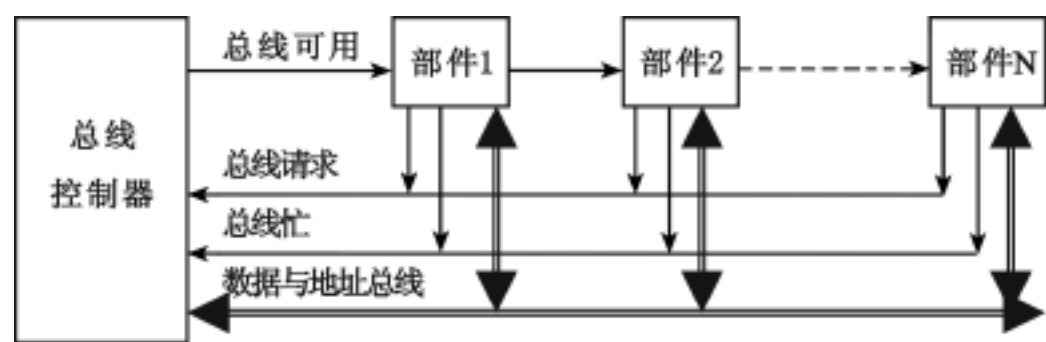 总线可用
部件1
部件2
部件N
总线
控制器
总线请求
总线忙
数据与地址总线